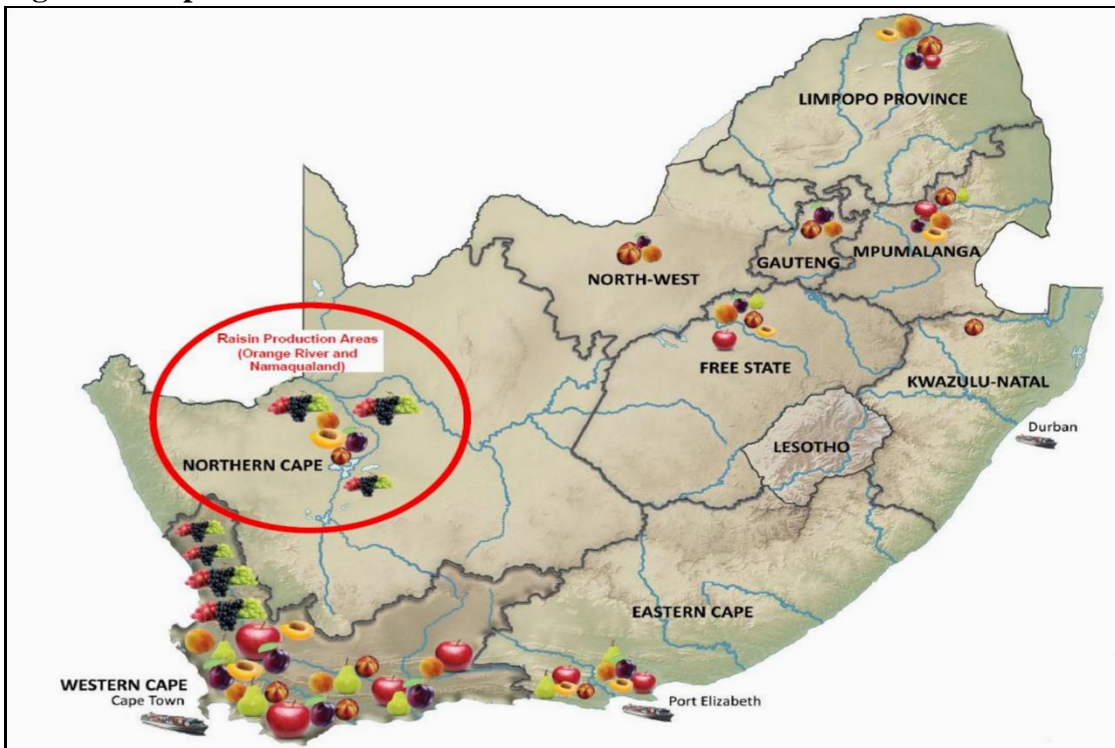 LIMPOPO PROVINCE
MPUMALANGA
GAUTENG
NORTH-WEST
Raisin Production Areas
(Orange River and
Namaqualand)
FREE STATE
KWAZULU-NATAL
Durban
LESOTHO
NORTHERN CAPE
EASTERN CAPE
WESTERN CAPE
Cape Town
Port Elizabeth